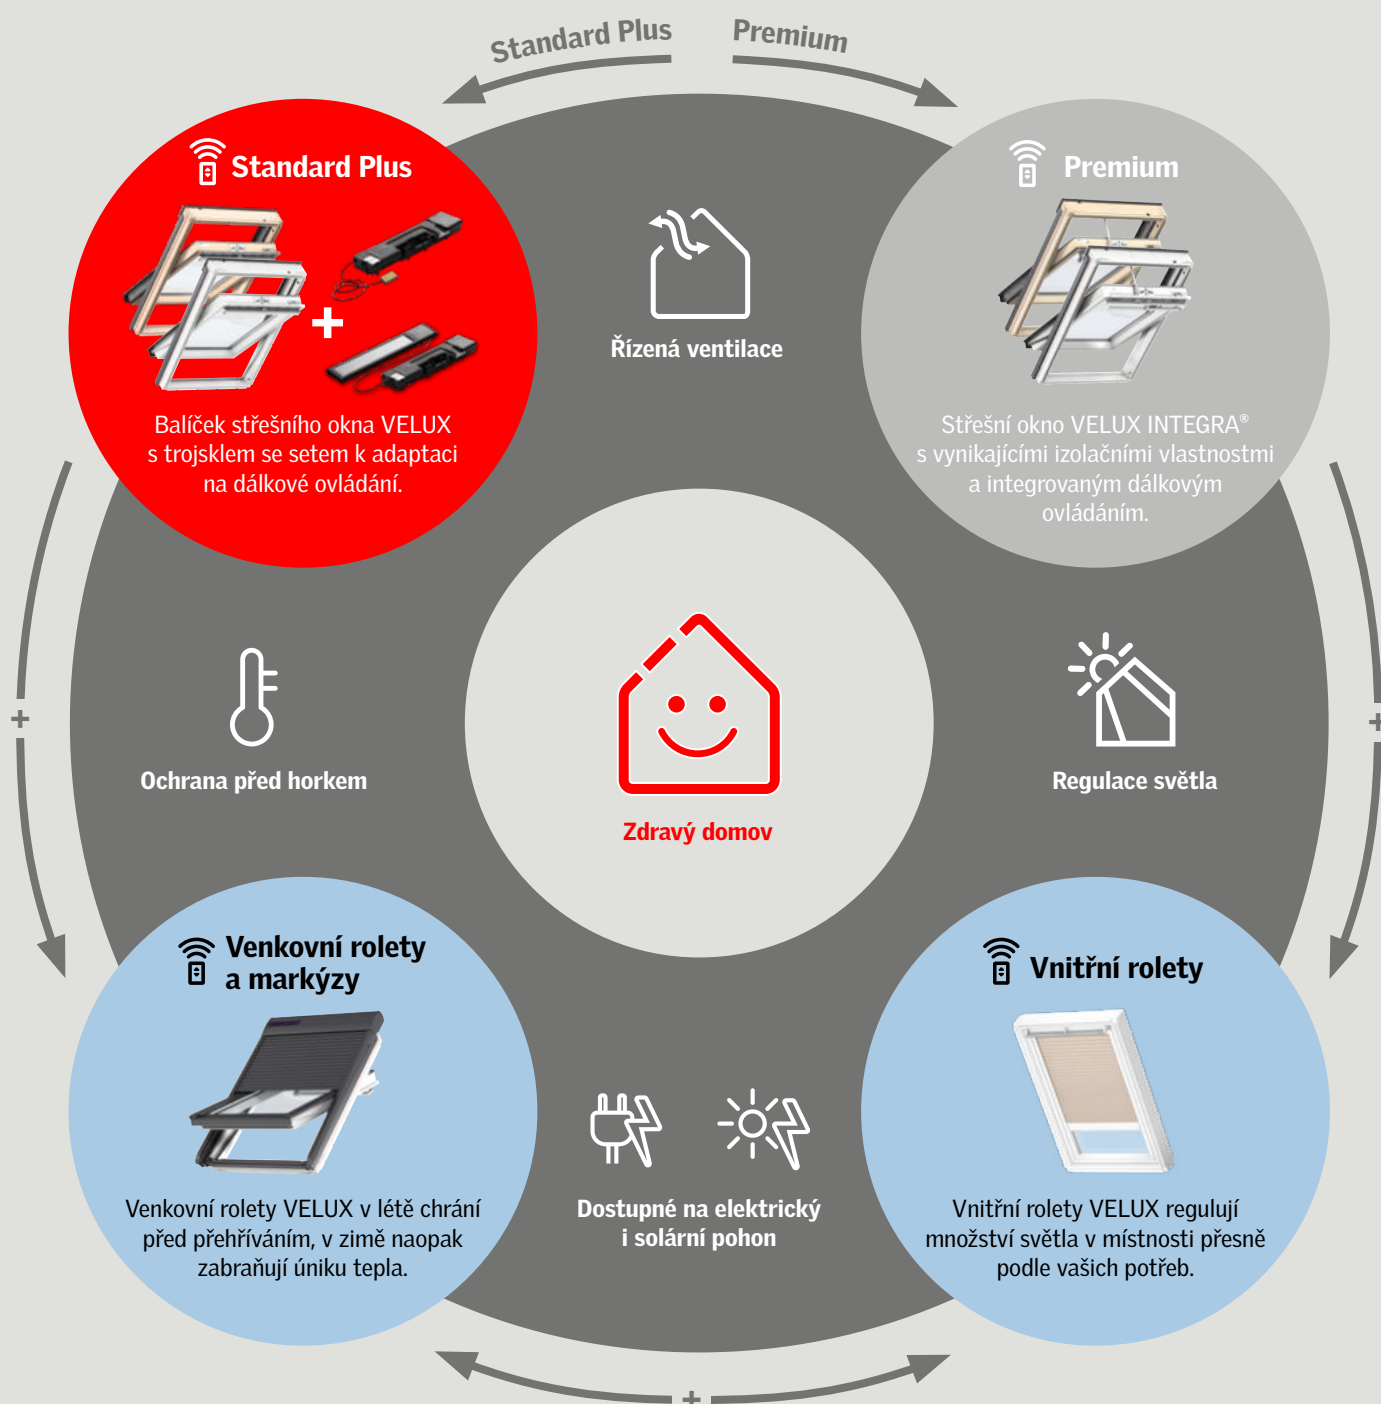 Standard Plus
Premium
Standard Plus
+
Balíček střešního okna VELUX
s trojsklem se setem k adaptaci
na dálkové ovládání.
Řízená ventilace
Premium
Střešní okno VELUX INTEGRA®
s vynikajícími izolačními vlastnostmi
a integrovaným dálkovým
ovládáním.
+
Ochrana před horkem
Zdravý domov
Regulace světla
+
Venkovní rolety
a markýzy
Venkovní rolety VELUX v létě chrání
před přehříváním, v zimě naopak
zabraňují úniku tepla.
Dostupné na elektrický
i solární pohon
Vnitřní rolety
Vnitřní rolety VELUX regulují
množství světla v místnosti přesně
podle vašich potřeb.
+